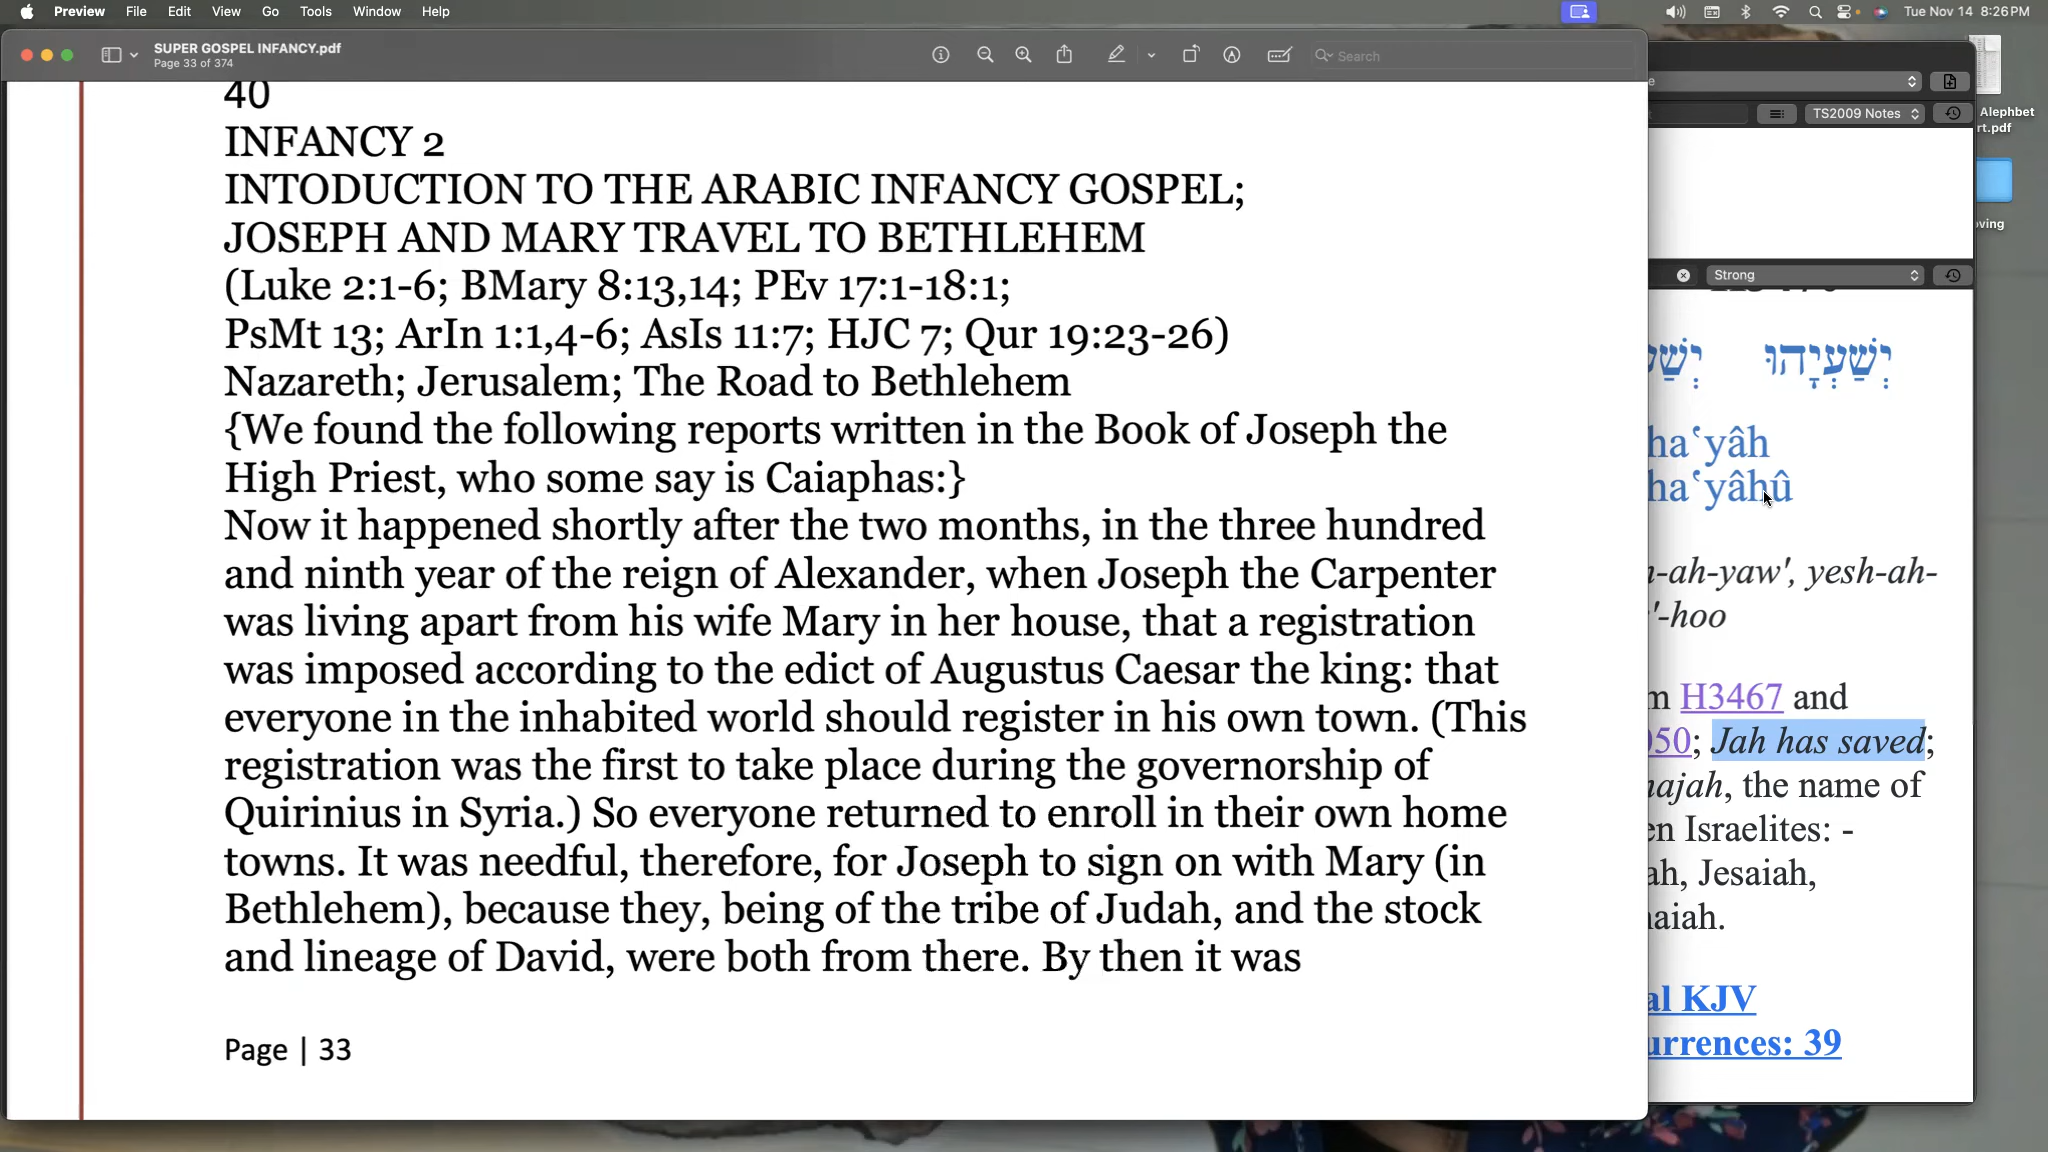 Preview File Edit View Go Tools Window Help
Tue Nov 14 8:26 PM
SUPER GOSPEL INFANCY.pdf
Page 33 of 374
Search
40
INFANCY 2
INTODUCTION TO THE ARABIC INFANCY GOSPEL;
JOSEPH AND MARY TRAVEL TO BETHLEHEM
(Luke 2:1-6; BMary 8:13,14; PEv 17:1-18:1;
PsMt 13; ArIn 1:1,4-6; AsIs 11:7; HJC 7; Qur 19:23-26)
Nazareth; Jerusalem; The Road to Bethlehem
{We found the following reports written in the Book of Joseph the
High Priest, who some say is Caiaphas:}
Now it happened shortly after the two months, in the three hundred
and ninth year of the reign of Alexander, when Joseph the Carpenter
was living apart from his wife Mary in her house, that a registration
was imposed according to the edict of Augustus Caesar the king: that
everyone in the inhabited world should register in his own town. (This
registration was the first to take place during the governorship of
Quirinius in Syria.) So everyone returned to enroll in their own home
towns. It was needful, therefore, for Joseph to sign on with Mary (in
Bethlehem), because they, being of the tribe of Judah, and the stock
and lineage of David, were both from there. By then it was
Page | 33
TS2009 Notes
Strong
יְשַׁעְיָהוּ
ha‛yâh
ha‛yâhû
-ah-yaw', yesh-ah-
'-hoo
H3467 and
50; Jah has saved;
ajah, the name of
en Israelites: -
ah, Jesaiah,
aiah.
al KJV
urrences: 39
Alephbet
rt.pdf
ving